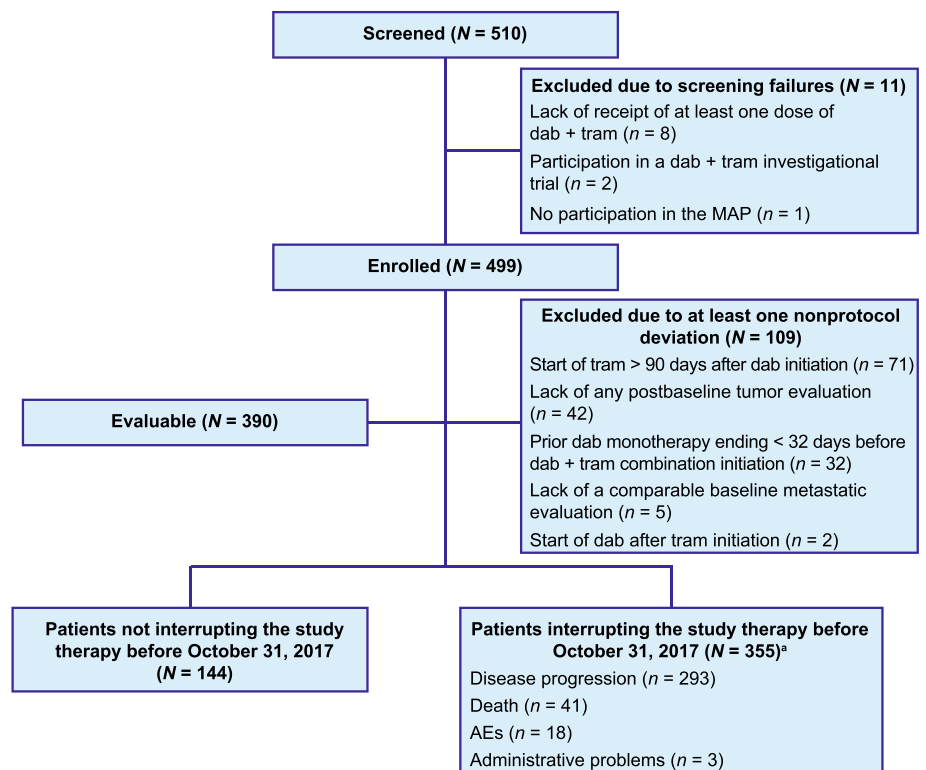 Screened (N = 510)
Excluded due to screening failures (N = 11)
Lack of receipt of at least one dose of
dab + tram (n = 8)
Participation in a dab + tram investigational
trial (n = 2)
No participation in the MAP (n = 1)
Enrolled (N = 499)
Excluded due to at least one nonprotocol
deviation (N = 109)
Start of tram > 90 days after dab initiation (n = 71)
Lack of any postbaseline tumor evaluation
(n = 42)
Prior dab monotherapy ending < 32 days before
dab + tram combination initiation (n = 32)
Lack of a comparable baseline metastatic
evaluation (n = 5)
Start of dab after tram initiation (n = 2)
Evaluable (N = 390)
Patients not interrupting the study
therapy before October 31, 2017
(N = 144)
Patients interrupting the study therapy before
October 31, 2017 (N = 355)ᵃ
Disease progression (n = 293)
Death (n = 41)
AEs (n = 18)
Administrative problems (n = 3)